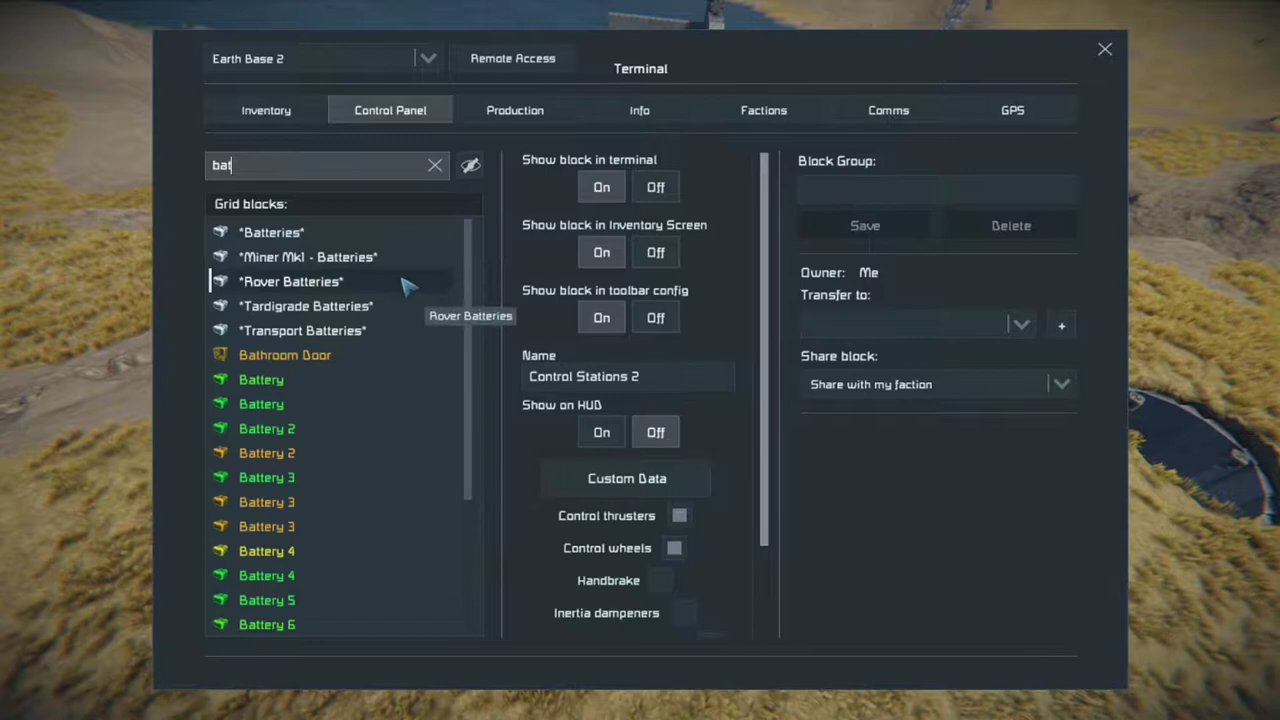 Earth Base 2
Remote Access
Terminal
Inventory
Control Panel
Production
Info
Factions
Comms
GPS
bat
Grid blocks:
*Batteries*
*Miner Mk1 - Batteries*
*Rover Batteries*
*Tardigrade Batteries*
*Transport Batteries*
Bathroom Door
Battery
Battery
Battery 2
Battery 2
Battery 3
Battery 3
Battery 3
Battery 4
Battery 4
Battery 5
Battery 6
Rover Batteries
Show block in terminal
On Off
Show block in Inventory Screen
On Off
Show block in toolbar config
On Off
Name
Control Stations 2
Show on HUD
On Off
Custom Data
Control thrusters
Control wheels
Handbrake
Inertia dampeners
Block Group:
Save Delete
Owner: Me
Transfer to:
+
Share block:
Share with my faction